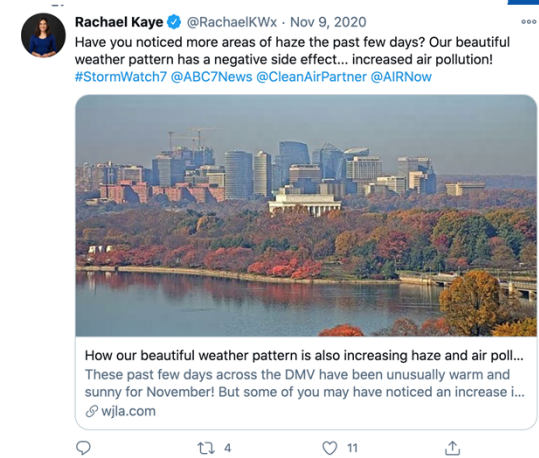 Rachael Kaye @RachaelKWx · Nov 9, 2020
Have you noticed more areas of haze the past few days? Our beautiful
weather pattern has a negative side effect... increased air pollution!
#StormWatch7 @ABC7News @CleanAirPartner @AIRNow
How our beautiful weather pattern is also increasing haze and air poll...
These past few days across the DMV have been unusually warm and
sunny for November! But some of you may have noticed an increase i...
wjla.com
4
11